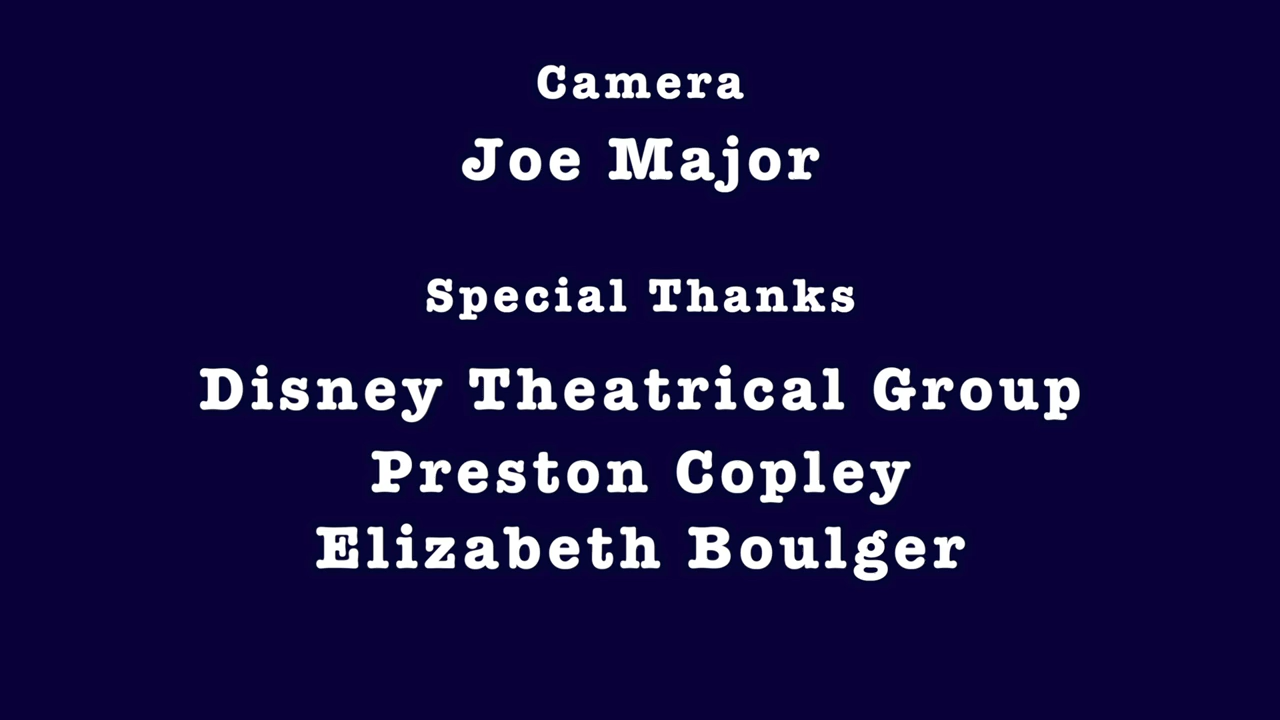 Camera
Joe Major
Special Thanks
Disney Theatrical Group
Preston Copley
Elizabeth Boulger